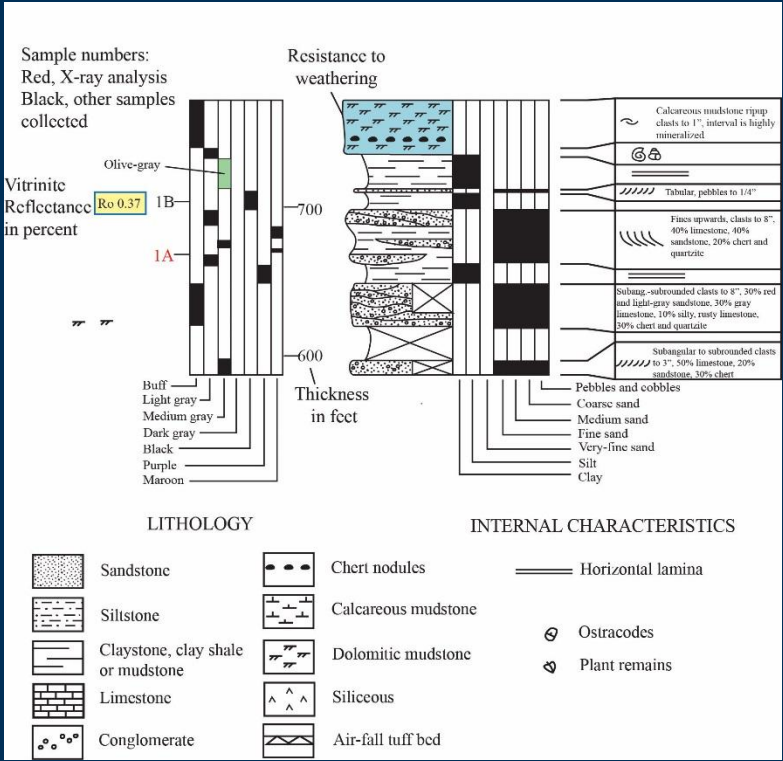 Sample numbers:
Red, X-ray analysis
Black, other samples
collected
Resistance to
weathering
Olive-gray
Vitrinite
Reflectance
in percent
Ro 0.37
1B
1A
700
600
Thickness
in feet
Calcareous mudstone ripup
clasts to 1", interval is highly
mineralized
Tabular, pebbles to 1/4"
Fines upwards, clasts to 8",
40% limestone, 40%
sandstone, 20% chert and
quartzite
Subang.-subrounded clasts to 8", 30% red
and light-gray sandstone, 30% gray
limestone, 10% silty, rusty limestone,
30% chert and quartzite
Subangular to subrounded clasts
to 3", 50% limestone, 20%
sandstone, 30% chert
Buff
Light gray
Medium gray
Dark gray
Black
Purple
Maroon
Pebbles and cobbles
Coarse sand
Medium sand
Fine sand
Very-fine sand
Silt
Clay
LITHOLOGY
Sandstone
Siltstone
Claystone, clay shale
or mudstone
Limestone
Conglomerate
Chert nodules
Calcareous mudstone
Dolomitic mudstone
Siliceous
Air-fall tuff bed
INTERNAL CHARACTERISTICS
Horizontal lamina
Ostracodes
Plant remains